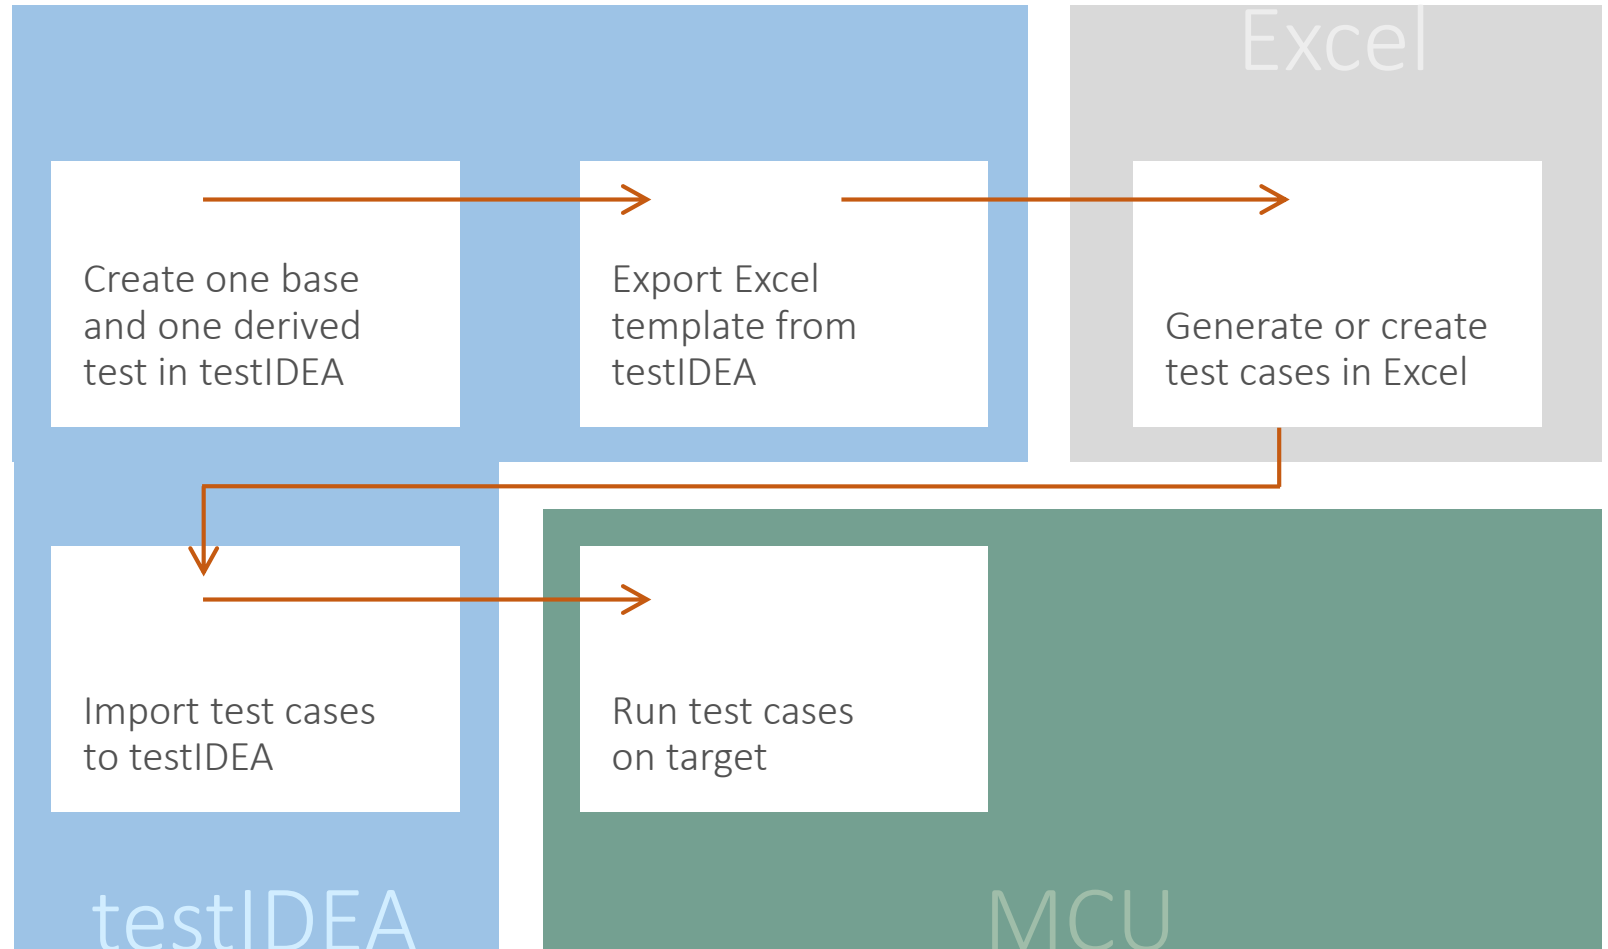 Excel
Create one base
and one derived
test in testIDEA
Export Excel
template from
testIDEA
Generate or create
test cases in Excel
Import test cases
to testIDEA
Run test cases
on target
testIDEA
MCU